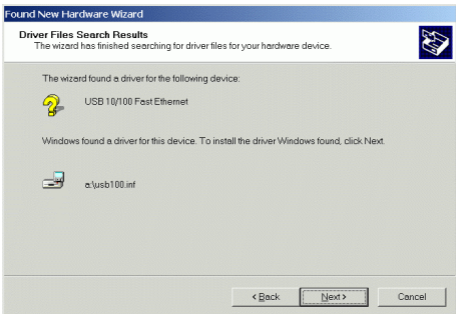 Found New Hardware Wizard
Driver Files Search Results
The wizard has finished searching for driver files for your hardware device.
The wizard found a driver for the following device:
USB 10/100 Fast Ethernet
Windows found a driver for this device. To install the driver Windows found, click Next.
a:\usb100.inf
< Back Next > Cancel